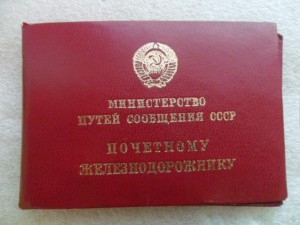 МИНИСТЕРСТВО
ПУТЕЙ СООБЩЕНИЯ СССР
ПОЧЕТНОМУ
ЖЕЛЕЗНОДОРОЖНИКУ